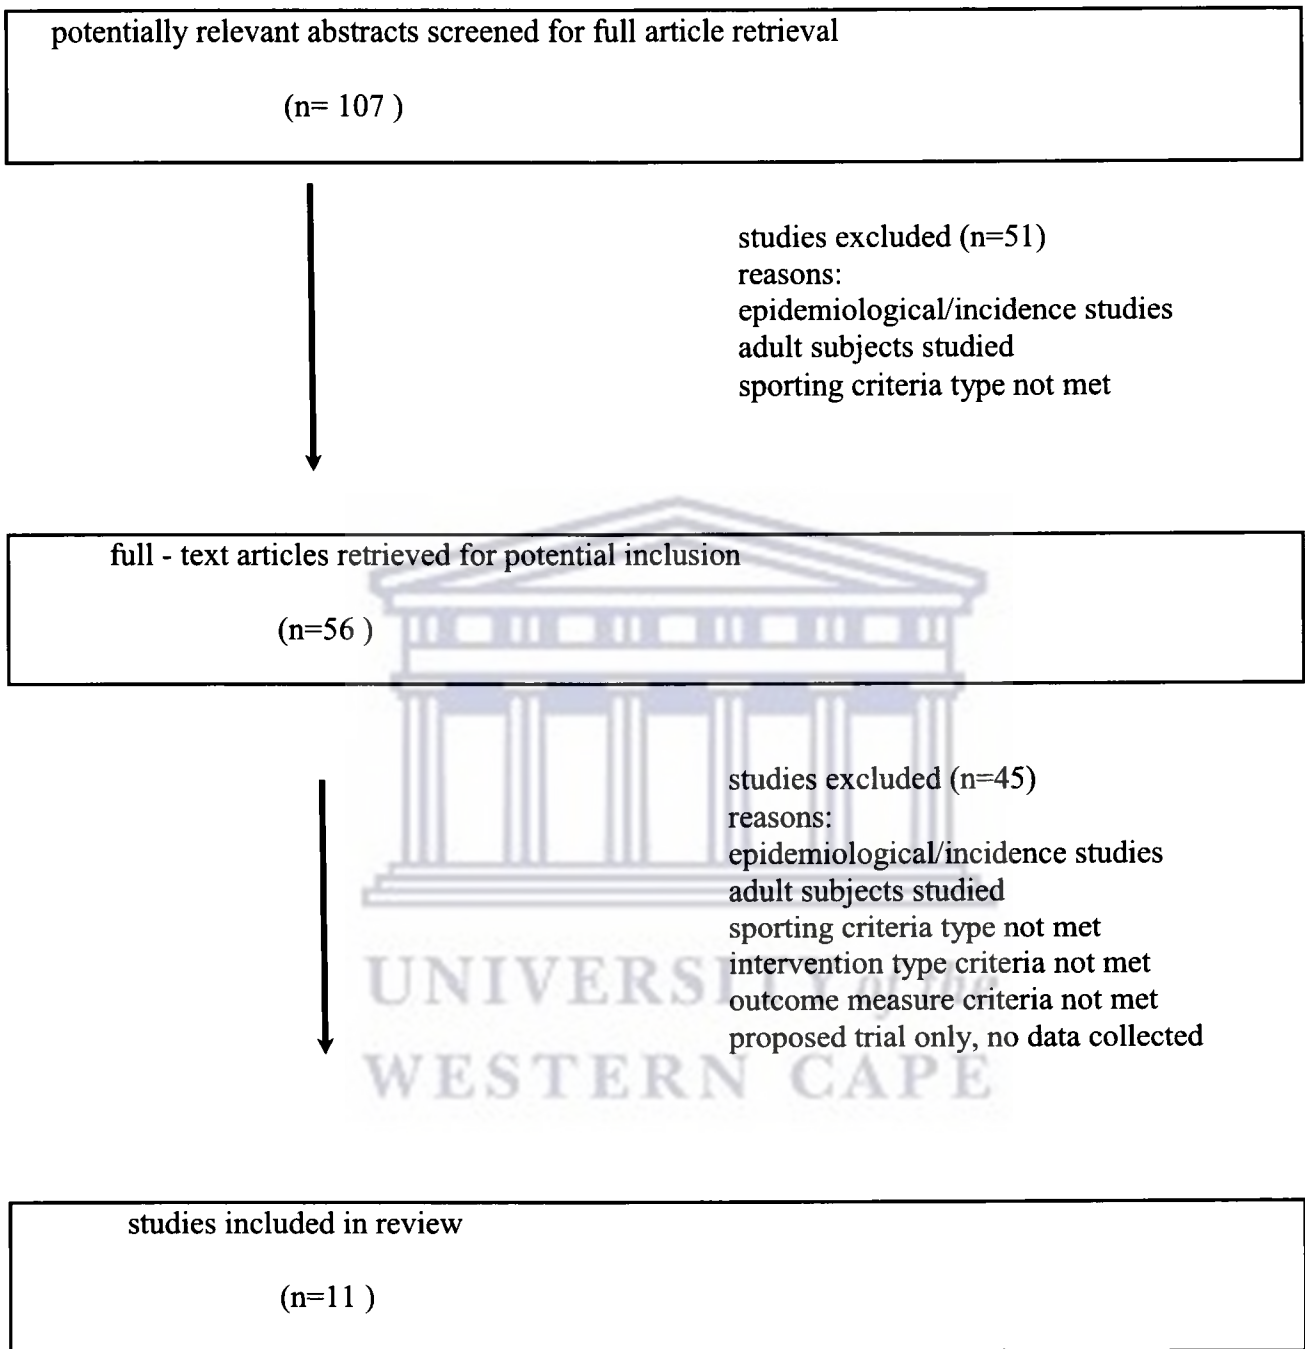 potentially relevant abstracts screened for full article retrieval
(n= 107 )
studies excluded (n=51)
reasons:
epidemiological/incidence studies
adult subjects studied
sporting criteria type not met
full - text articles retrieved for potential inclusion
(n=56 )
studies excluded (n=45)
reasons:
epidemiological/incidence studies
adult subjects studied
sporting criteria type not met
intervention type criteria not met
outcome measure criteria not met
proposed trial only, no data collected
UNIVERSITY of the
WESTERN CAPE
studies included in review
(n=11 )